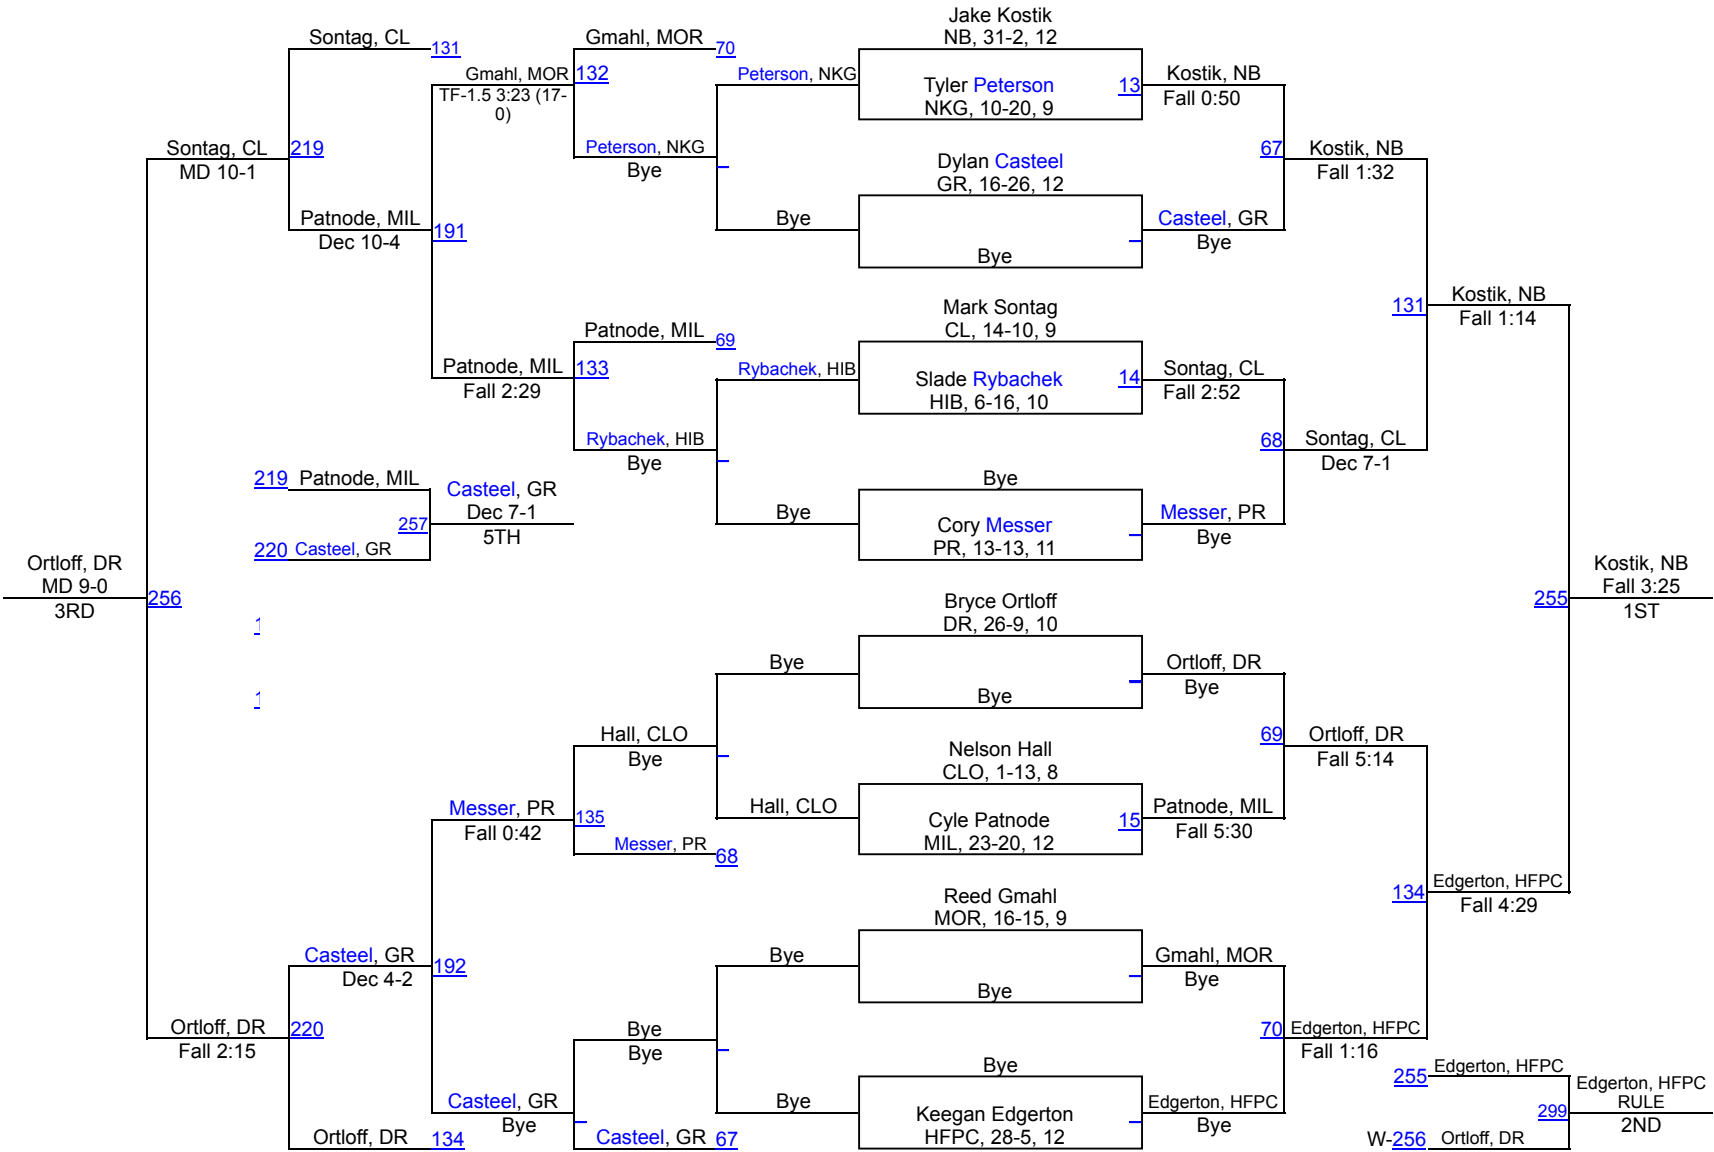 Jake Kostik
NB, 31-2, 12
Tyler Peterson
NKG, 10-20, 9
13
Dylan Casteel
GR, 16-26, 12
Bye
Mark Sontag
CL, 14-10, 9
Slade Rybachek
HIB, 6-16, 10
14
Bye
Cory Messer
PR, 13-13, 11
Bryce Ortloff
DR, 26-9, 10
Bye
Nelson Hall
CLO, 1-13, 8
Cyle Patnode
MIL, 23-20, 12
15
Reed Gmahl
MOR, 16-15, 9
Bye
Bye
Keegan Edgerton
HFPC, 28-5, 12
Kostik, NB
Fall 0:50
Casteel, GR
Bye
Sontag, CL
Fall 2:52
Messer, PR
Bye
Ortloff, DR
Bye
Patnode, MIL
Fall 5:30
Gmahl, MOR
Bye
Edgerton, HFPC
Bye
67
Kostik, NB
Fall 1:32
68
Sontag, CL
Dec 7-1
69
Ortloff, DR
Fall 5:14
70
Edgerton, HFPC
Fall 1:16
131
Kostik, NB
Fall 1:14
134
Edgerton, HFPC
Fall 4:29
255
Kostik, NB
Fall 3:25
1ST
255 Edgerton, HFPC
299
W-256 Ortloff, DR
Edgerton, HFPC
RULE
2ND
Peterson, NKG
Bye
Rybachek, HIB
Bye
Bye
Hall, CLO
Bye
Bye
Gmahl, MOR 70
Peterson, NKG
Bye
Patnode, MIL 69
Rybachek, HIB
Bye
Hall, CLO
Bye
Messer, PR 68
Bye
Bye
Casteel, GR 67
Gmahl, MOR
TF-1.5 3:23 (17-
0)
132
Patnode, MIL
Fall 2:29
133
Messer, PR
Fall 0:42
135
Casteel, GR
Bye
Sontag, CL 131
Patnode, MIL
Dec 10-4
191
Casteel, GR
Dec 4-2
192
Ortloff, DR 134
Sontag, CL
MD 10-1
219
Ortloff, DR
Fall 2:15
220
219 Patnode, MIL
257
220 Casteel, GR
Casteel, GR
Dec 7-1
5TH
Ortloff, DR
MD 9-0
3RD
256